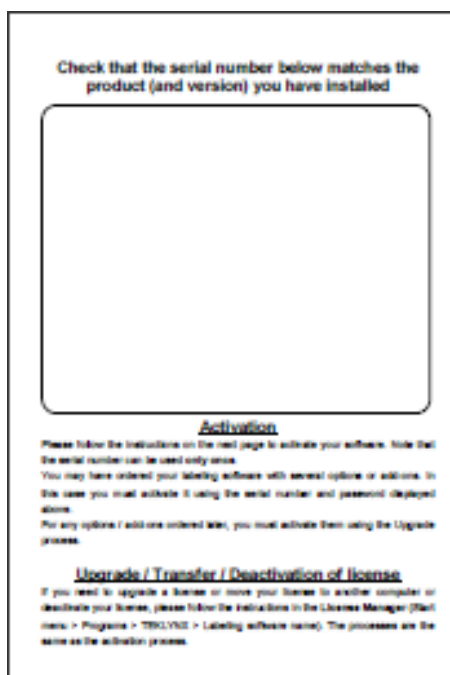 Check that the serial number below matches the
product (and version) you have installed
Activation
Please follow the instructions on the next page to activate your software. Note that
the serial number can be used only once.
You may have ordered your labeling software with several options or add-ons. In
this case you must activate it using the serial number and password displayed
above.
For any options / add-ons ordered later, you must activate them using the Upgrade
process.
Upgrade / Transfer / Deactivation of license
If you need to upgrade a license or move your license to another computer or
deactivate your license, please follow the instructions in the License Manager (Start
menu > Programs > TEKLYNX > Labeling software name). The processes are the
same as the activation process.